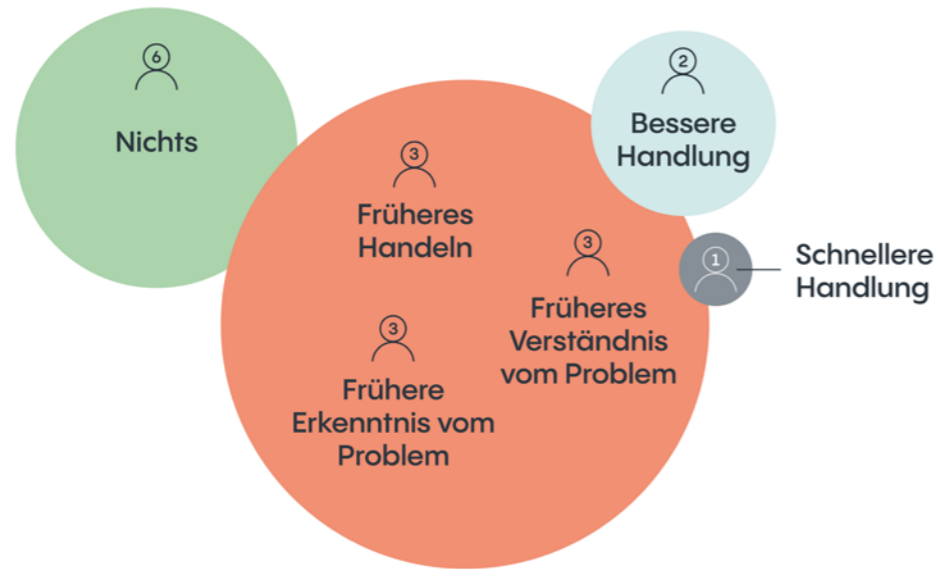 6
Nichts
2
Bessere
Handlung
3
Früheres
Handeln
3
Früheres
Verständnis
vom Problem
1
Schnellere
Handlung
3
Frühere
Erkenntnis vom
Problem